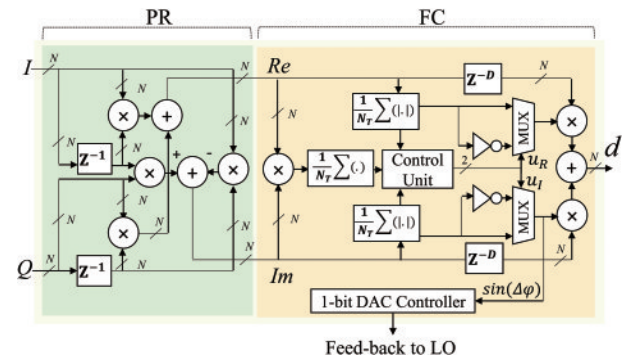 PR
FC
I
N
N
N
N
Re
Z⁻ᴰ
N
N
1/N_T ∑(|.|)
MUX
N
Z⁻¹
N
+
-
1/N_T ∑(.)
Control Unit
2
u_R
u_I
d
N
N
N
N
N
N
1/N_T ∑(|.|)
MUX
Q
N
Z⁻¹
N
N
Im
Z⁻ᴰ
N
sin(Δφ)
1-bit DAC Controller
Feed-back to LO